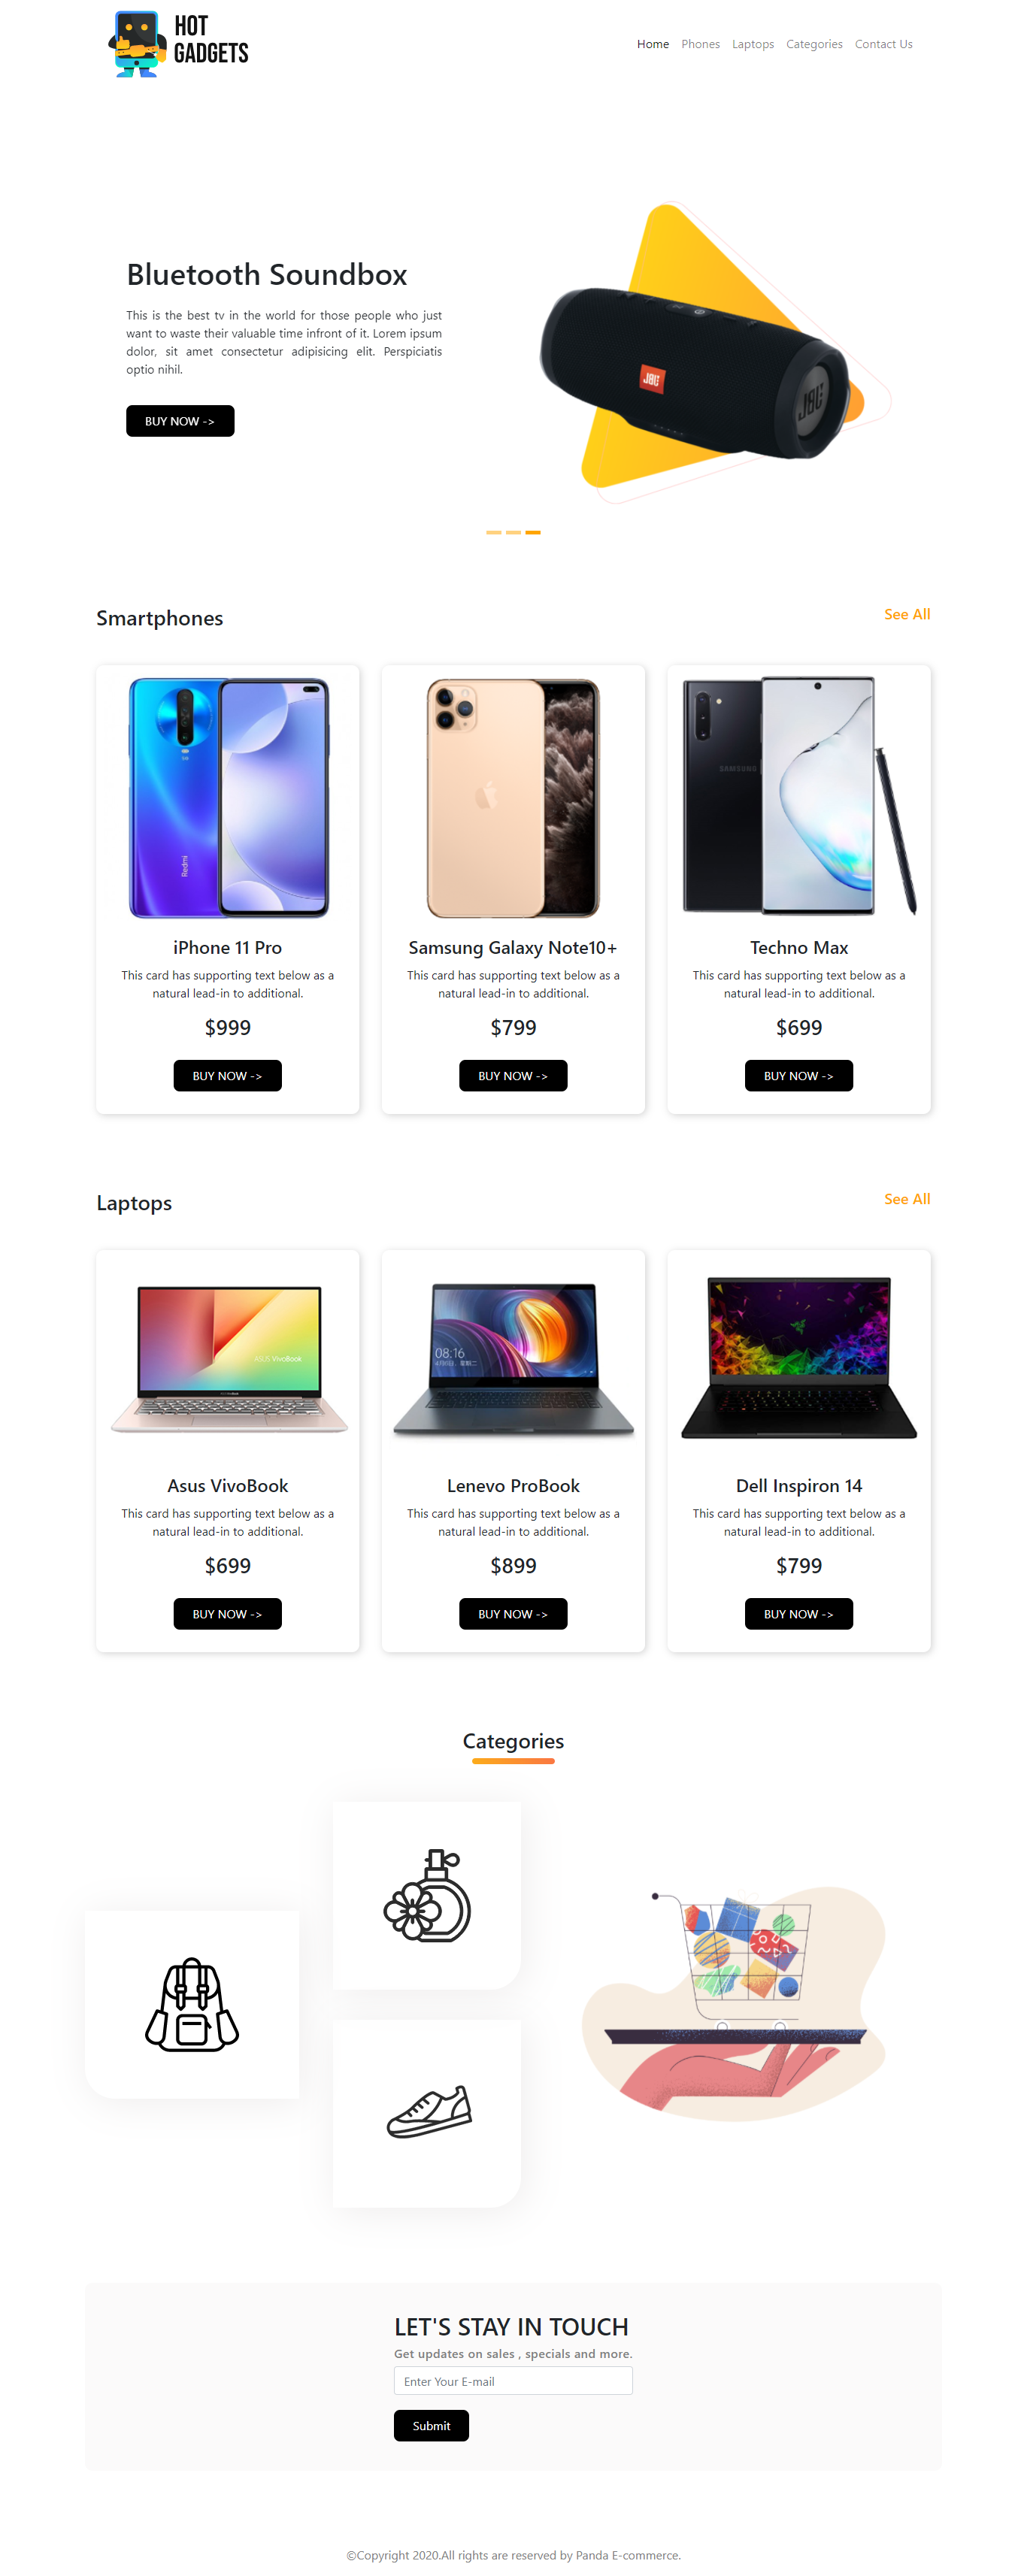 HOT
GADGETS
Home Phones Laptops Categories Contact Us
Bluetooth Soundbox
This is the best tv in the world for those people who just
want to waste their valuable time infront of it. Lorem ipsum
dolor, sit amet consectetur adipisicing elit. Perspiciatis
optio nihil.
BUY NOW ->
JBL
JBL
Smartphones
See All
Redmi
SAMSUNG
iPhone 11 Pro
This card has supporting text below as a
natural lead-in to additional.
$999
BUY NOW ->
Samsung Galaxy Note10+
This card has supporting text below as a
natural lead-in to additional.
$799
BUY NOW ->
Techno Max
This card has supporting text below as a
natural lead-in to additional.
$699
BUY NOW ->
Laptops
See All
ASUS VivoBook
08:16
Asus VivoBook
This card has supporting text below as a
natural lead-in to additional.
$699
BUY NOW ->
Lenevo ProBook
This card has supporting text below as a
natural lead-in to additional.
$899
BUY NOW ->
Dell Inspiron 14
This card has supporting text below as a
natural lead-in to additional.
$799
BUY NOW ->
Categories
LET'S STAY IN TOUCH
Get updates on sales , specials and more.
Enter Your E-mail
Submit
©Copyright 2020.All rights are reserved by Panda E-commerce.